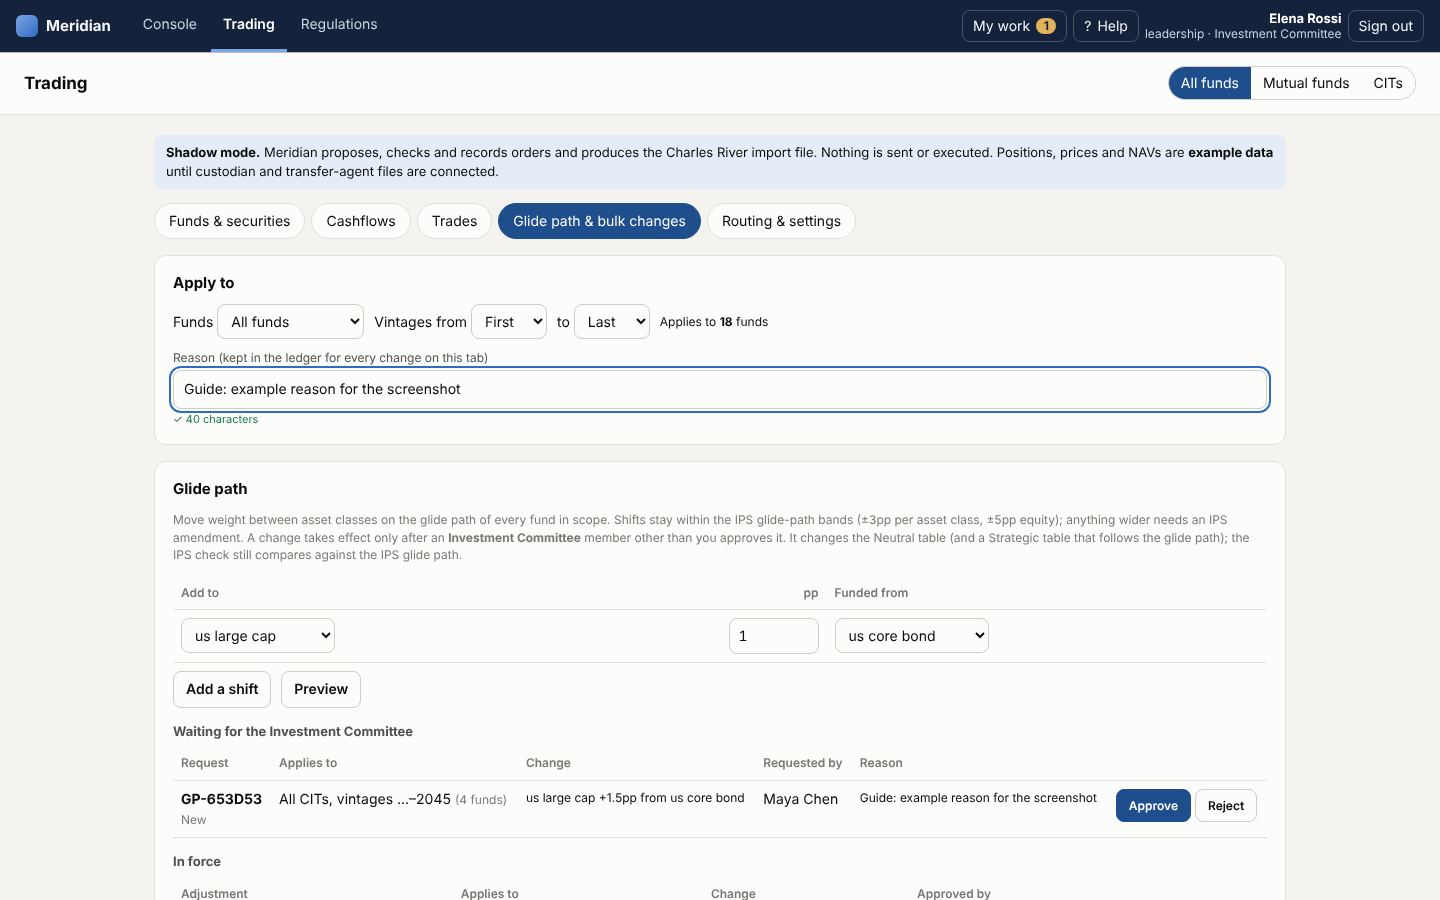 Meridian Console Trading Regulations My work 1 ? Help Elena Rossi leadership · Investment Committee Sign out
Trading All funds Mutual funds CITs
Shadow mode. Meridian proposes, checks and records orders and produces the Charles River import file. Nothing is sent or executed. Positions, prices and NAVs are example data
until custodian and transfer-agent files are connected.
Funds & securities Cashflows Trades Glide path & bulk changes Routing & settings
Apply to
Funds All funds Vintages from First to Last Applies to 18 funds
Reason (kept in the ledger for every change on this tab)
Guide: example reason for the screenshot
✓ 40 characters
Glide path
Move weight between asset classes on the glide path of every fund in scope. Shifts stay within the IPS glide-path bands (±3pp per asset class, ±5pp equity); anything wider needs an IPS
amendment. A change takes effect only after an Investment Committee member other than you approves it. It changes the Neutral table (and a Strategic table that follows the glide path); the
IPS check still compares against the IPS glide path.
Add to pp Funded from
us large cap 1 us core bond
Add a shift Preview
Waiting for the Investment Committee
Request Applies to Change Requested by Reason
GP-653D53 All CITs, vintages ...–2045 (4 funds) us large cap +1.5pp from us core bond Maya Chen Guide: example reason for the screenshot Approve Reject
New
In force
Adjustment Applies to Change Approved by